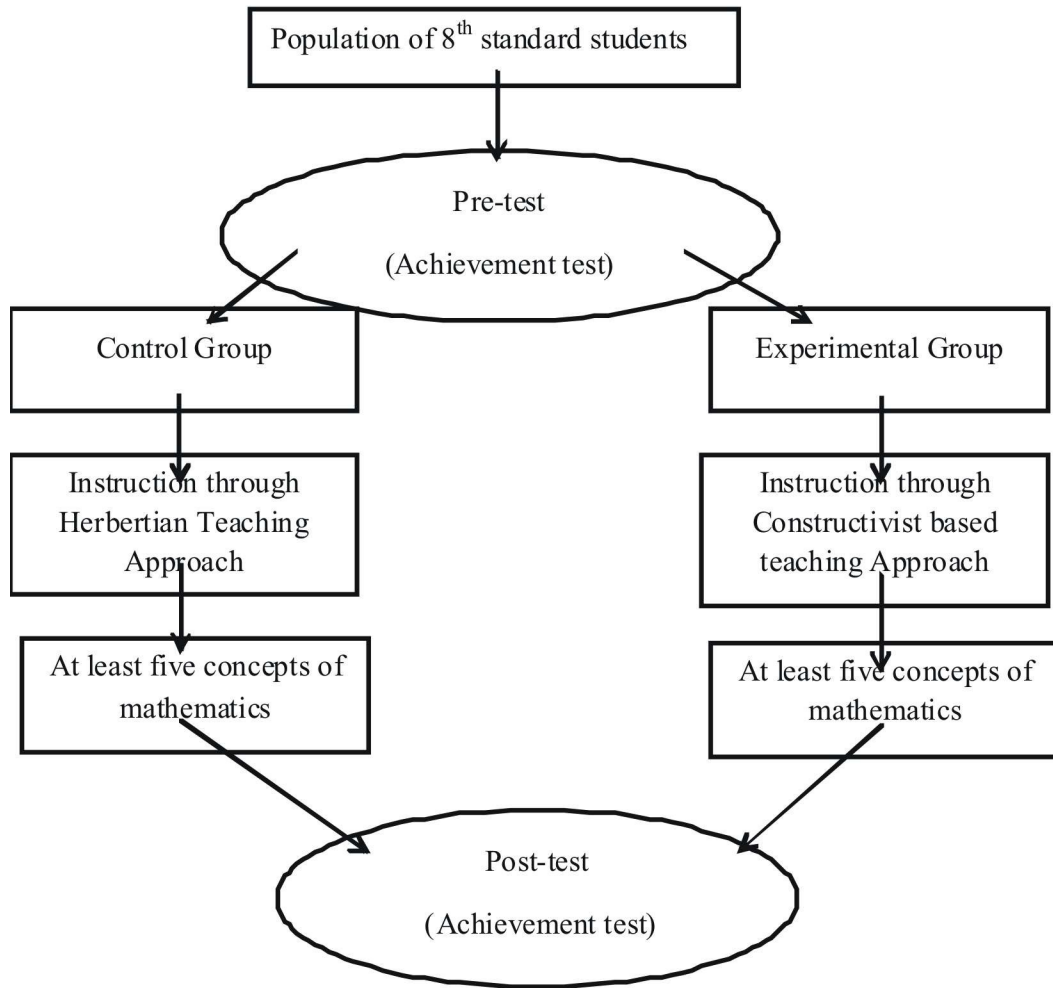 Population of 8th standard students
Pre-test
(Achievement test)
Control Group
Experimental Group
Instruction through
Herbertian Teaching
Approach
Instruction through
Constructivist based
teaching Approach
At least five concepts of
mathematics
At least five concepts of
mathematics
Post-test
(Achievement test)